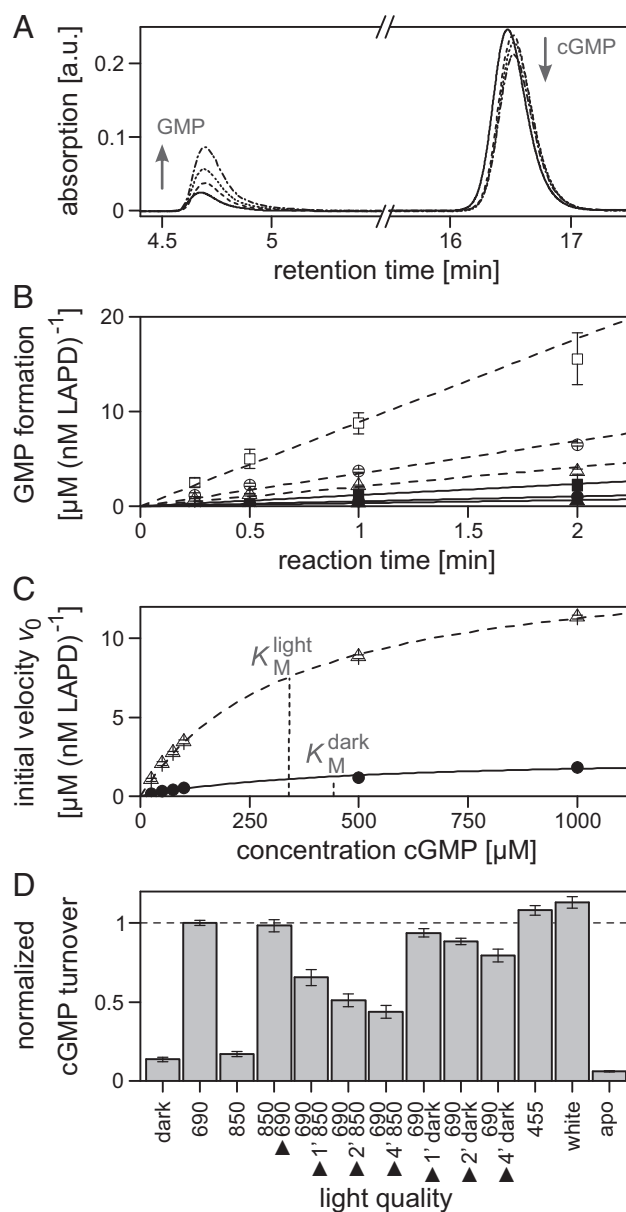 A
absorption [a.u.]
0.2
0.1
0
GMP
cGMP
4.5 5 16 17
retention time [min]
B
GMP formation
[µM (nM LAPD)⁻¹]
20
10
0
0 0.5 1 1.5 2
reaction time [min]
C
initial velocity v₀
[µM (nM LAPD)⁻¹]
10
5
0
K_M^light
K_M^dark
0 250 500 750 1000
concentration cGMP [µM]
D
normalized
cGMP turnover
1
0.5
0
dark
690
850
850
▲ 690
690
▲ 1' 850
690
▲ 2' 850
690
▲ 4' 850
690
▲ 1' dark
690
▲ 2' dark
690
▲ 4' dark
455
white
apo
light quality